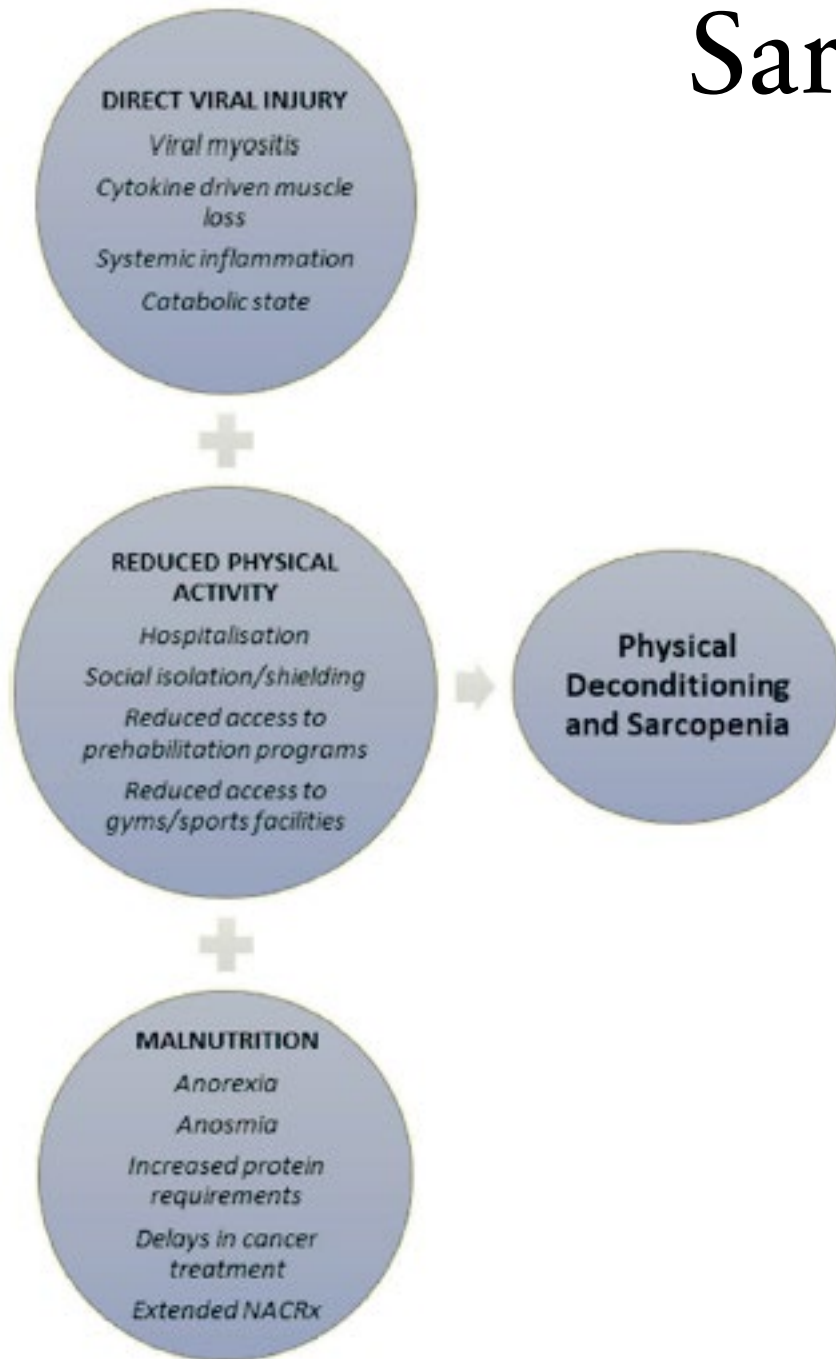 Sar
DIRECT VIRAL INJURY
Viral myositis
Cytokine driven muscle
loss
Systemic inflammation
Catabolic state
REDUCED PHYSICAL
ACTIVITY
Hospitalisation
Social isolation/shielding
Reduced access to
prehabilitation programs
Reduced access to
gyms/sports facilities
Physical
Deconditioning
and Sarcopenia
MALNUTRITION
Anorexia
Anosmia
Increased protein
requirements
Delays in cancer
treatment
Extended NACRx